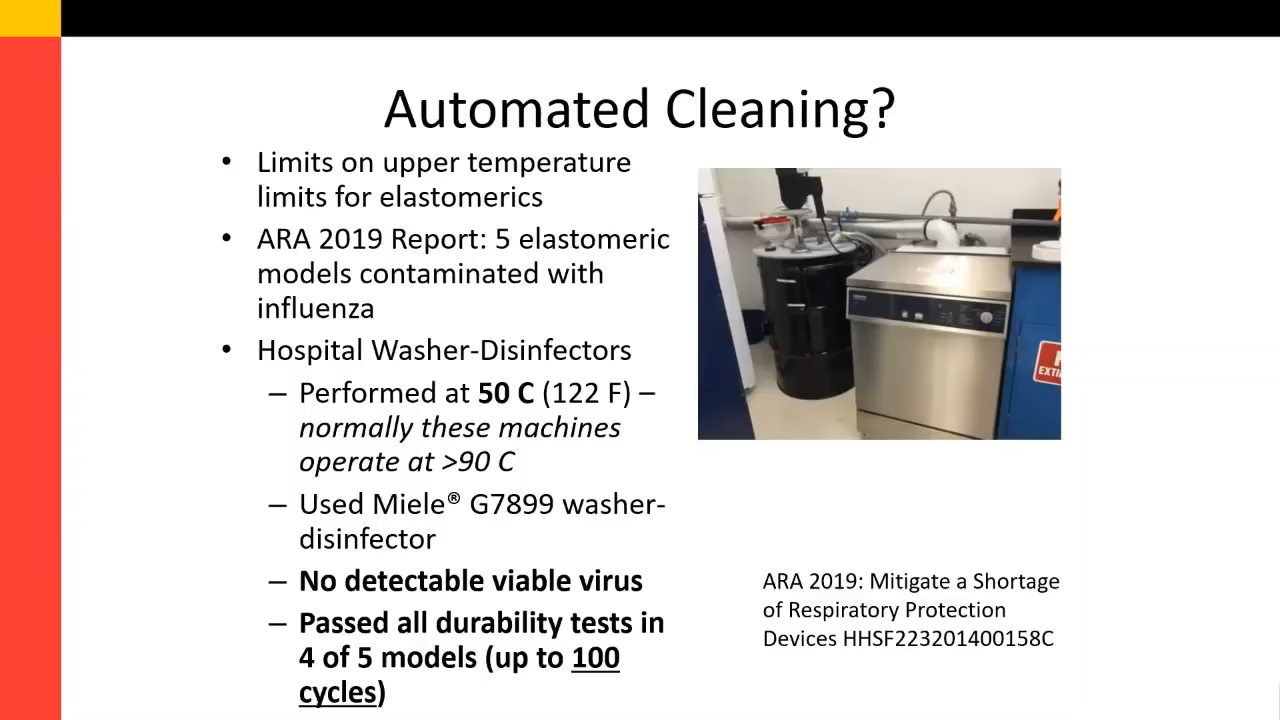 Automated Cleaning?
• Limits on upper temperature
limits for elastomerics
• ARA 2019 Report: 5 elastomeric
models contaminated with
influenza
• Hospital Washer-Disinfectors
– Performed at 50 C (122 F) –
normally these machines
operate at >90 C
– Used Miele® G7899 washer-
disinfector
– No detectable viable virus
– Passed all durability tests in
4 of 5 models (up to 100
cycles)
ARA 2019: Mitigate a Shortage
of Respiratory Protection
Devices HHSF223201400158C